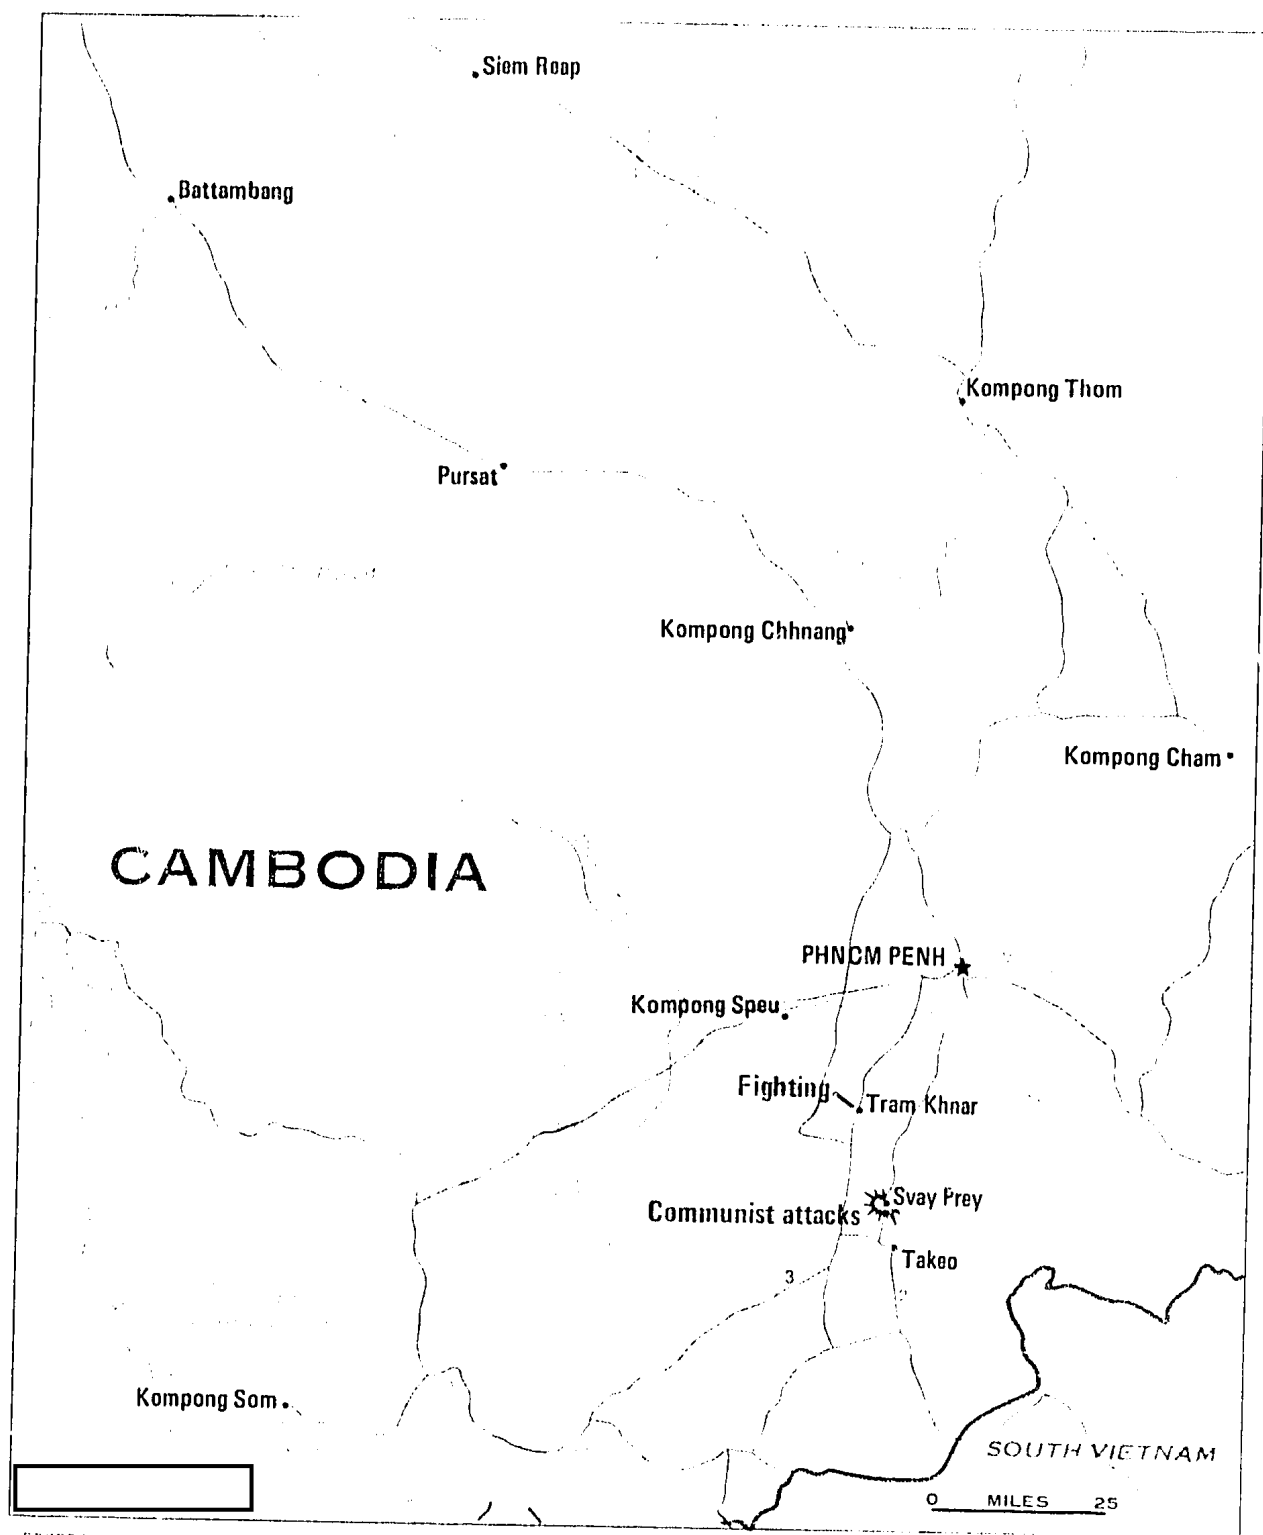 Siem Reap
Battambang
Kompong Thom
Pursat
Kompong Chhnang
Kompong Cham
CAMBODIA
PHNOM PENH
Kompong Speu
Fighting
Tram Khnar
Svay Prey
Communist attacks
Takeo
3
2
Kompong Som
SOUTH VIETNAM
0 MILES 25